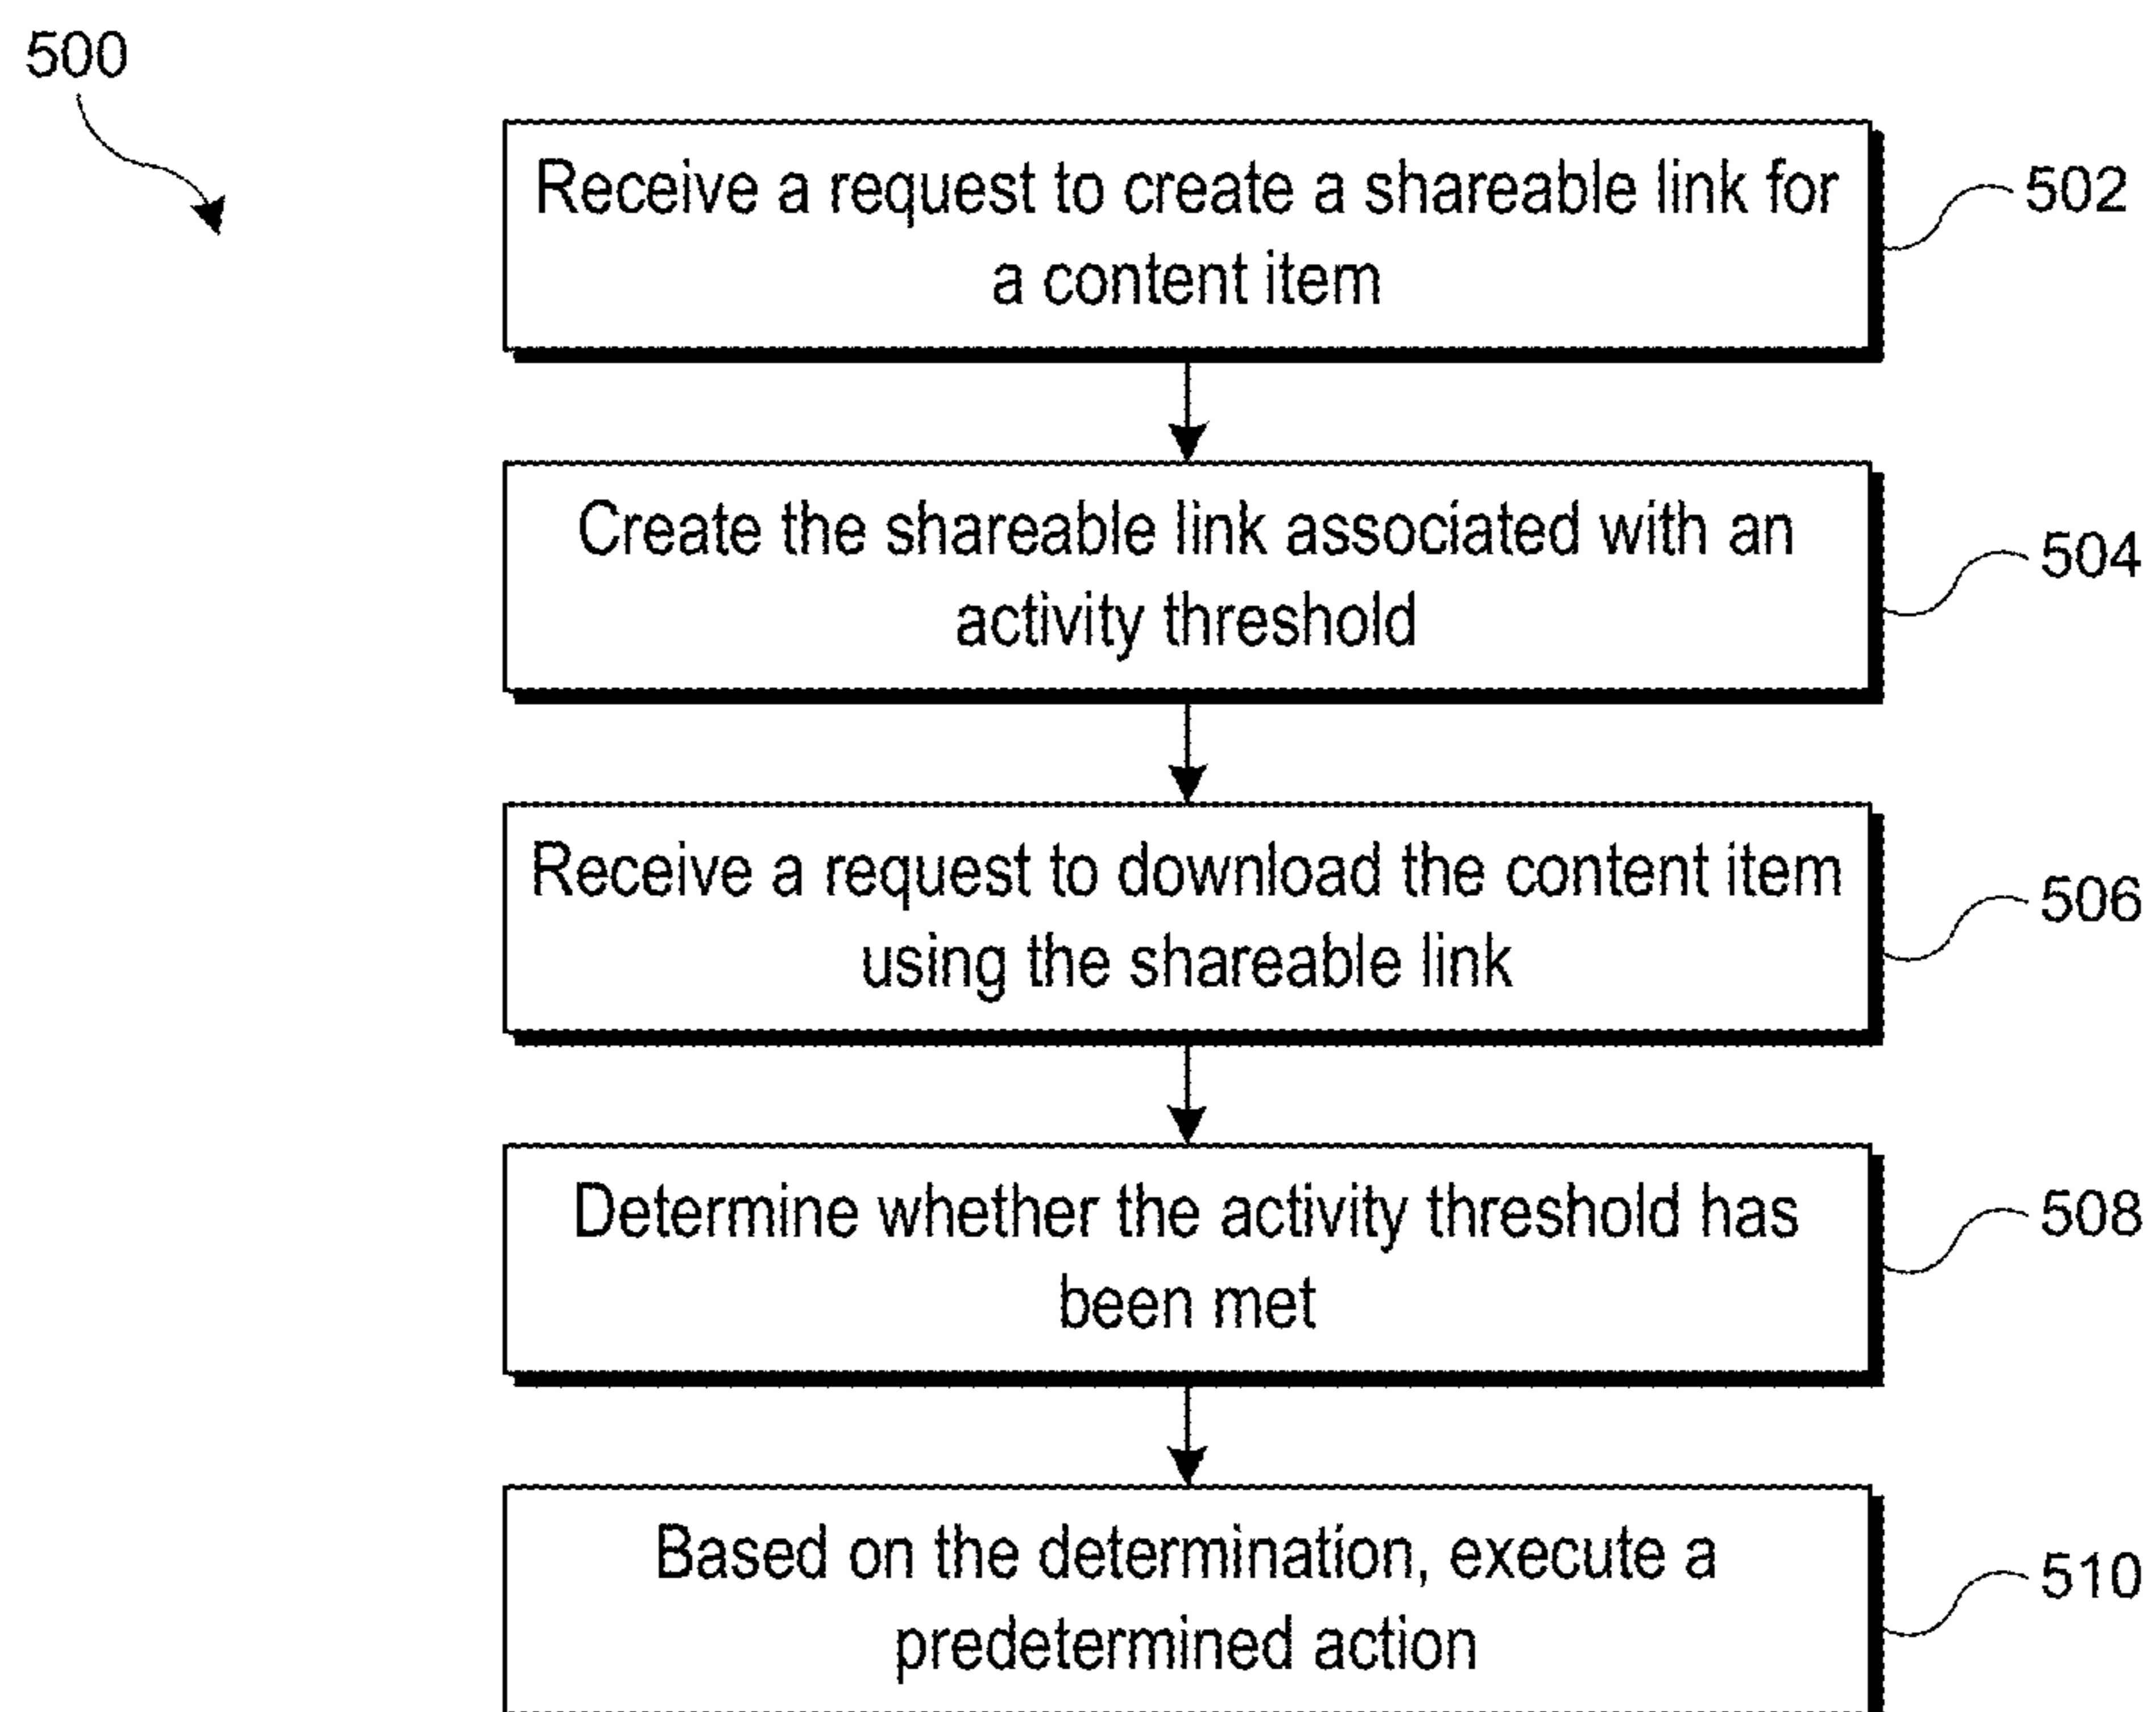 500
Receive a request to create a shareable link for
a content item
502
Create the shareable link associated with an
activity threshold
504
Receive a request to download the content item
using the shareable link
506
Determine whether the activity threshold has
been met
508
Based on the determination, execute a
predetermined action
510